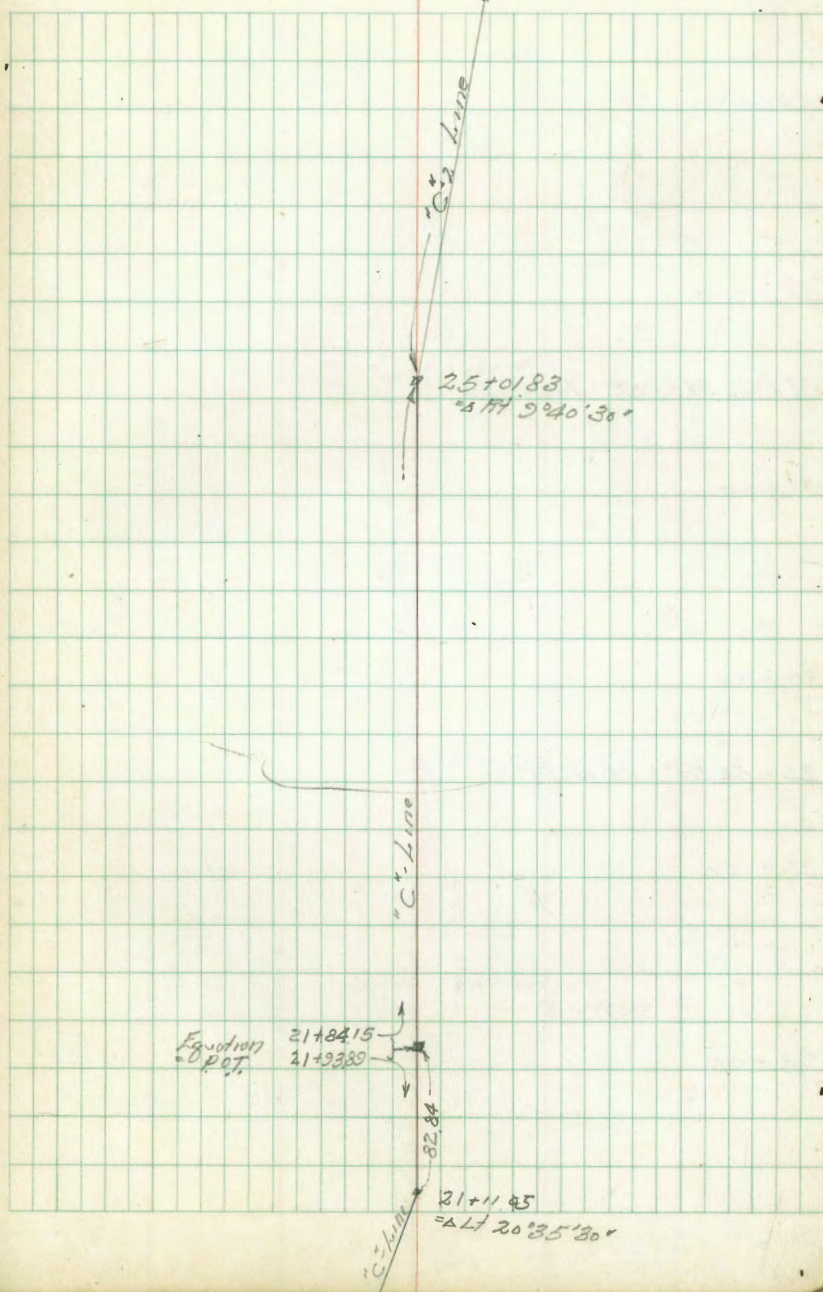 "C"-2 Line
25+01.83
=Δ Rt 9°40'30"
"C"-Line
Equation 21+84.15
=P.O.T. 21+93.89
82.84
21+11.05
=Δ Lt 20°35'30"
"C"-Line